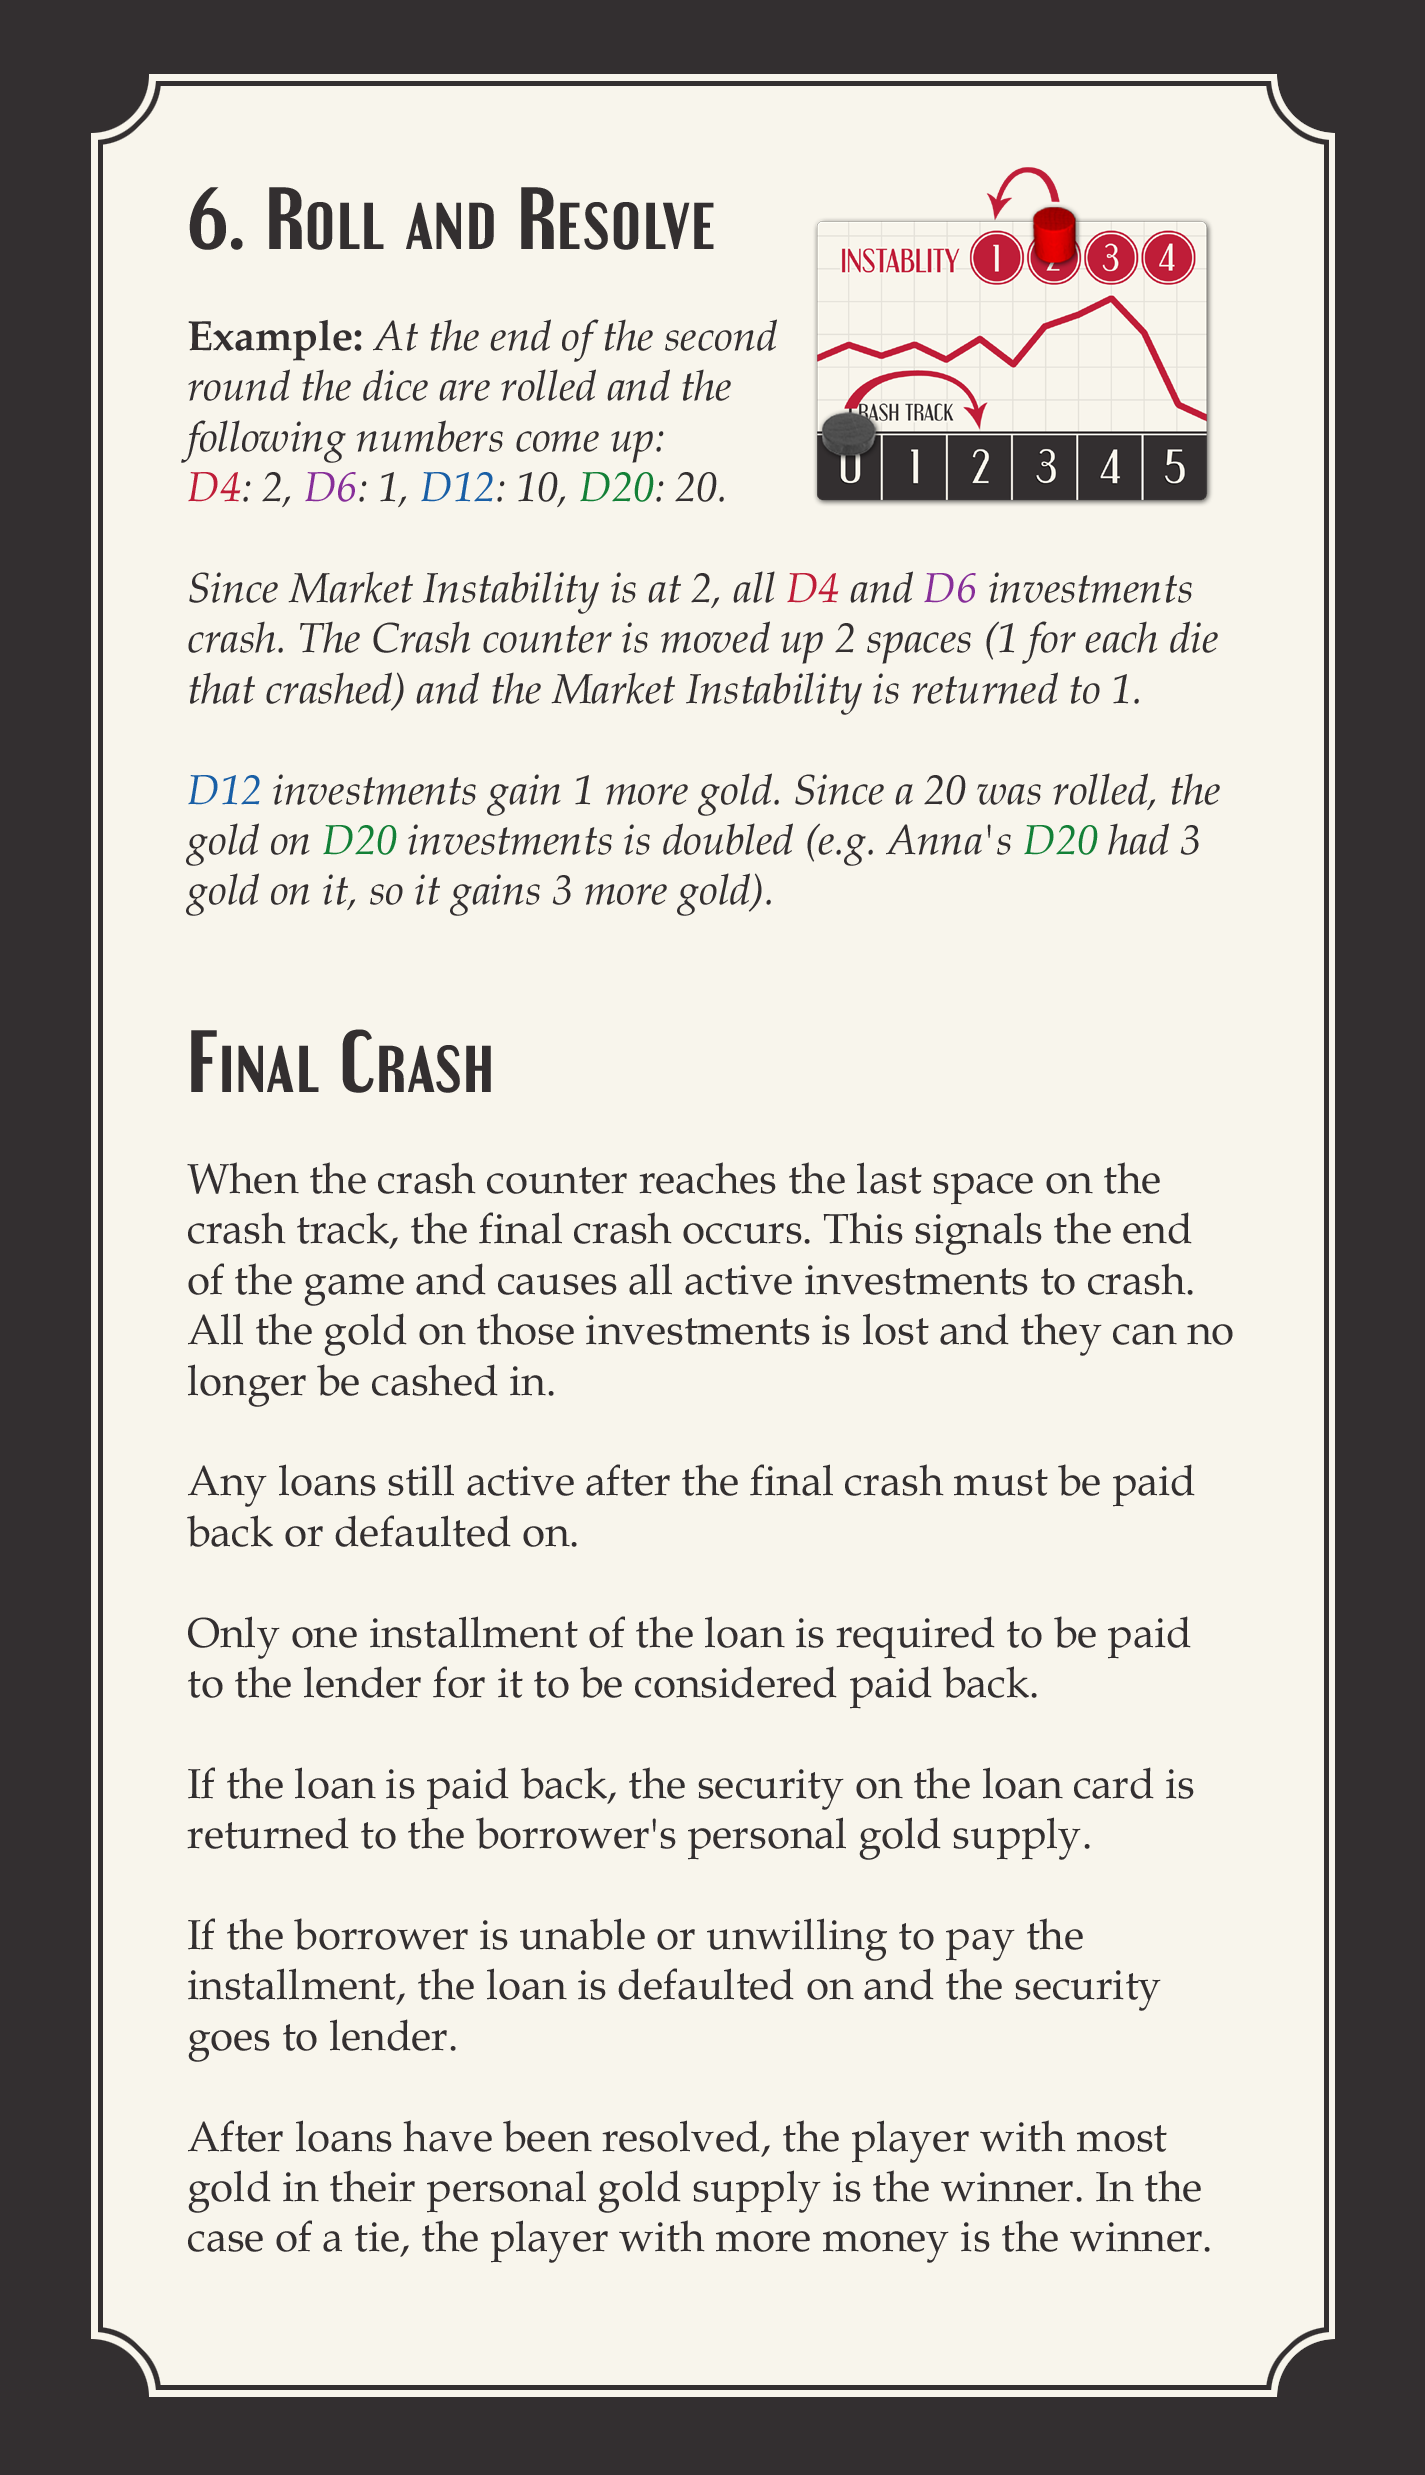 6. Roll and Resolve
Example: At the end of the second
round the dice are rolled and the
following numbers come up:
D4: 2, D6: 1, D12: 10, D20: 20.
INSTABLITY 1 2 3 4
CRASH TRACK
0 1 2 3 4 5
Since Market Instability is at 2, all D4 and D6 investments
crash. The Crash counter is moved up 2 spaces (1 for each die
that crashed) and the Market Instability is returned to 1.
D12 investments gain 1 more gold. Since a 20 was rolled, the
gold on D20 investments is doubled (e.g. Anna's D20 had 3
gold on it, so it gains 3 more gold).
Final Crash
When the crash counter reaches the last space on the
crash track, the final crash occurs. This signals the end
of the game and causes all active investments to crash.
All the gold on those investments is lost and they can no
longer be cashed in.
Any loans still active after the final crash must be paid
back or defaulted on.
Only one installment of the loan is required to be paid
to the lender for it to be considered paid back.
If the loan is paid back, the security on the loan card is
returned to the borrower's personal gold supply.
If the borrower is unable or unwilling to pay the
installment, the loan is defaulted on and the security
goes to lender.
After loans have been resolved, the player with most
gold in their personal gold supply is the winner. In the
case of a tie, the player with more money is the winner.